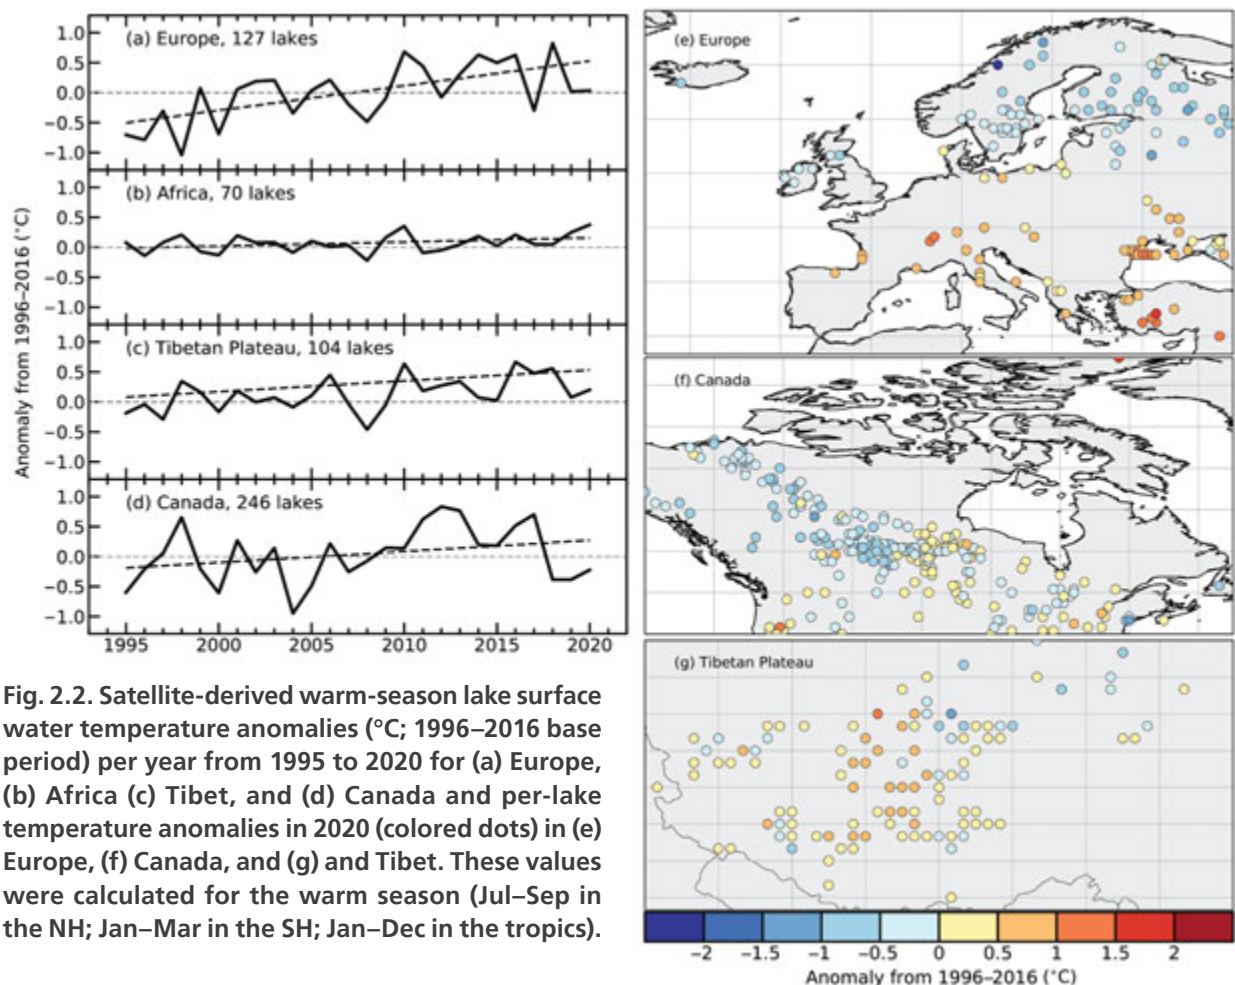 (a) Europe, 127 lakes
1.0
0.5
0.0
−0.5
−1.0
(b) Africa, 70 lakes
1.0
0.5
0.0
−0.5
−1.0
(c) Tibetan Plateau, 104 lakes
1.0
0.5
0.0
−0.5
−1.0
(d) Canada, 246 lakes
1.0
0.5
0.0
−0.5
−1.0
1995 2000 2005 2010 2015 2020
Anomaly from 1996–2016 (°C)
Fig. 2.2. Satellite-derived warm-season lake surface
water temperature anomalies (°C; 1996–2016 base
period) per year from 1995 to 2020 for (a) Europe,
(b) Africa (c) Tibet, and (d) Canada and per-lake
temperature anomalies in 2020 (colored dots) in (e)
Europe, (f) Canada, and (g) and Tibet. These values
were calculated for the warm season (Jul–Sep in
the NH; Jan–Mar in the SH; Jan–Dec in the tropics).
(e) Europe
(f) Canada
(g) Tibetan Plateau
−2 −1.5 −1 −0.5 0 0.5 1 1.5 2
Anomaly from 1996–2016 (°C)